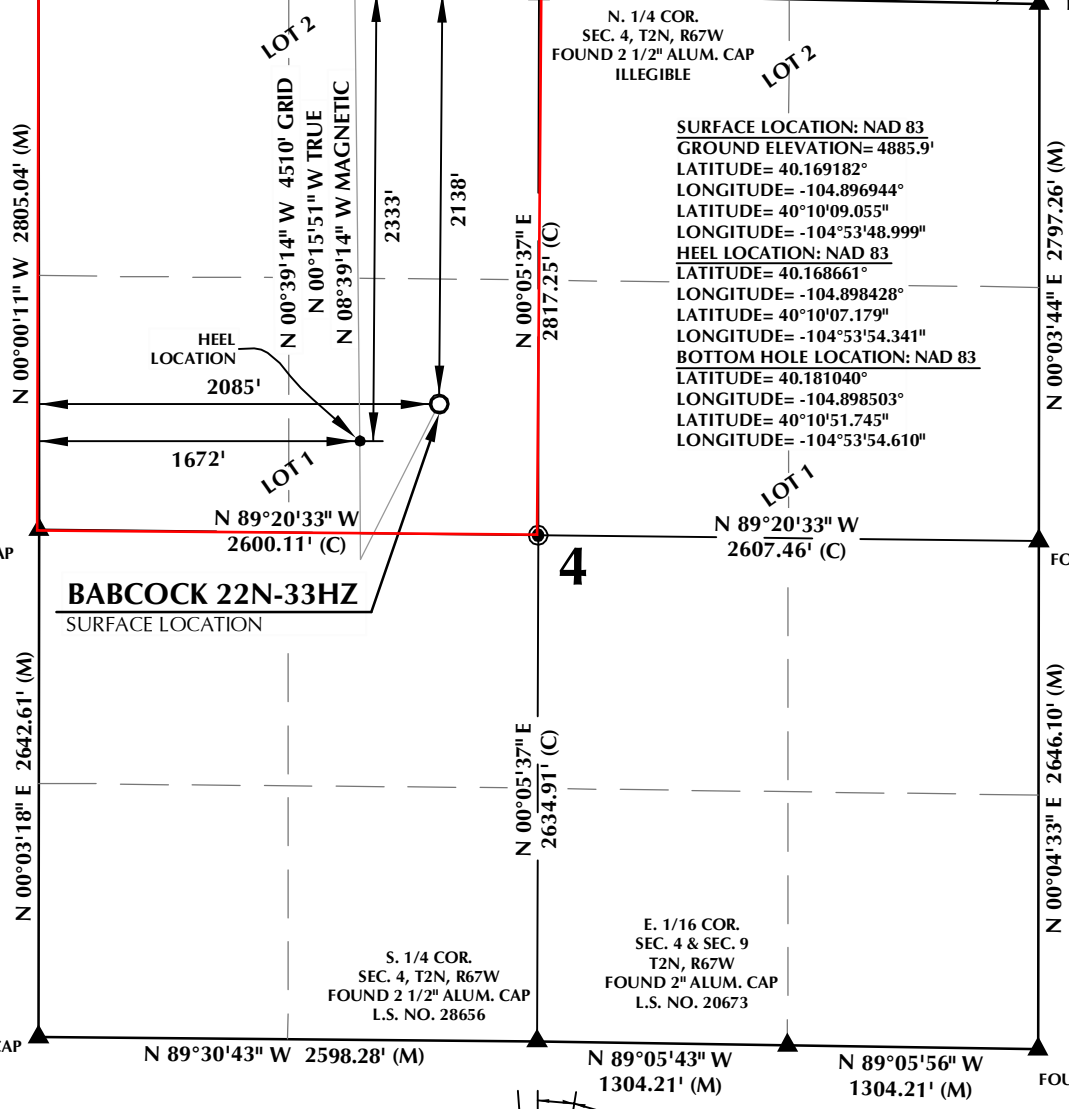 N. 1/4 COR.
SEC. 4, T2N, R67W
FOUND 2 1/2" ALUM. CAP
ILLEGIBLE
LOT 2
LOT 2
N 00°00'11" W 2805.04' (M)
N 00°39'14" W 4510' GRID
N 00°15'51" W TRUE
N 08°39'14" W MAGNETIC
2333'
2138'
N 00°05'37" E
2817.25' (C)
SURFACE LOCATION: NAD 83
GROUND ELEVATION= 4885.9'
LATITUDE= 40.169182°
LONGITUDE= -104.896944°
LATITUDE= 40°10'09.055"
LONGITUDE= -104°53'48.999"
HEEL LOCATION: NAD 83
LATITUDE= 40.168661°
LONGITUDE= -104.898428°
LATITUDE= 40°10'07.179"
LONGITUDE= -104°53'54.341"
BOTTOM HOLE LOCATION: NAD 83
LATITUDE= 40.181040°
LONGITUDE= -104.898503°
LATITUDE= 40°10'51.745"
LONGITUDE= -104°53'54.610"
N 00°03'44" E 2797.26' (M)
HEEL
LOCATION
2085'
1672'
LOT 1
LOT 1
N 89°20'33" W
2600.11' (C)
N 89°20'33" W
2607.46' (C)
AP
4
FO
BABCOCK 22N-33HZ
SURFACE LOCATION
N 00°03'18" E 2642.61' (M)
N 00°05'37" E
2634.91' (C)
N 00°04'33" E 2646.10' (M)
S. 1/4 COR.
SEC. 4, T2N, R67W
FOUND 2 1/2" ALUM. CAP
L.S. NO. 28656
E. 1/16 COR.
SEC. 4 & SEC. 9
T2N, R67W
FOUND 2" ALUM. CAP
L.S. NO. 20673
CAP
N 89°30'43" W 2598.28' (M)
N 89°05'43" W
1304.21' (M)
N 89°05'56" W
1304.21' (M)
FOU